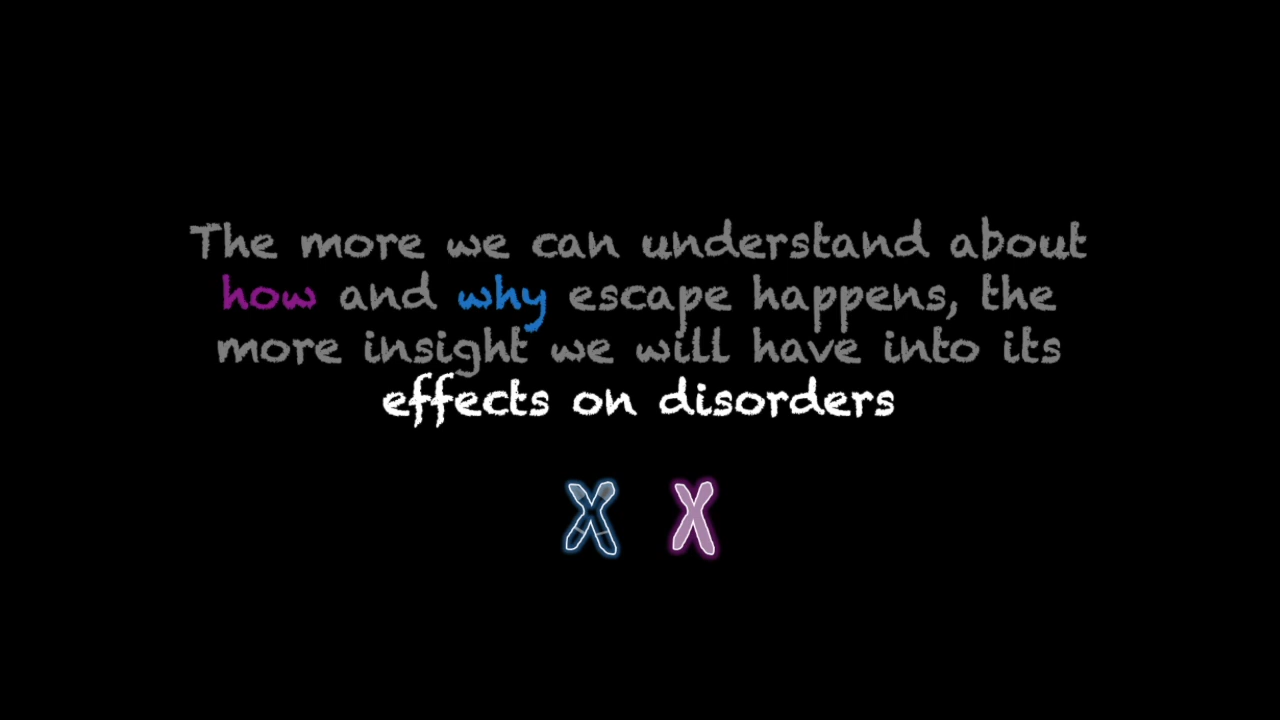 The more we can understand about
how and why escape happens, the
more insight we will have into its
effects on disorders